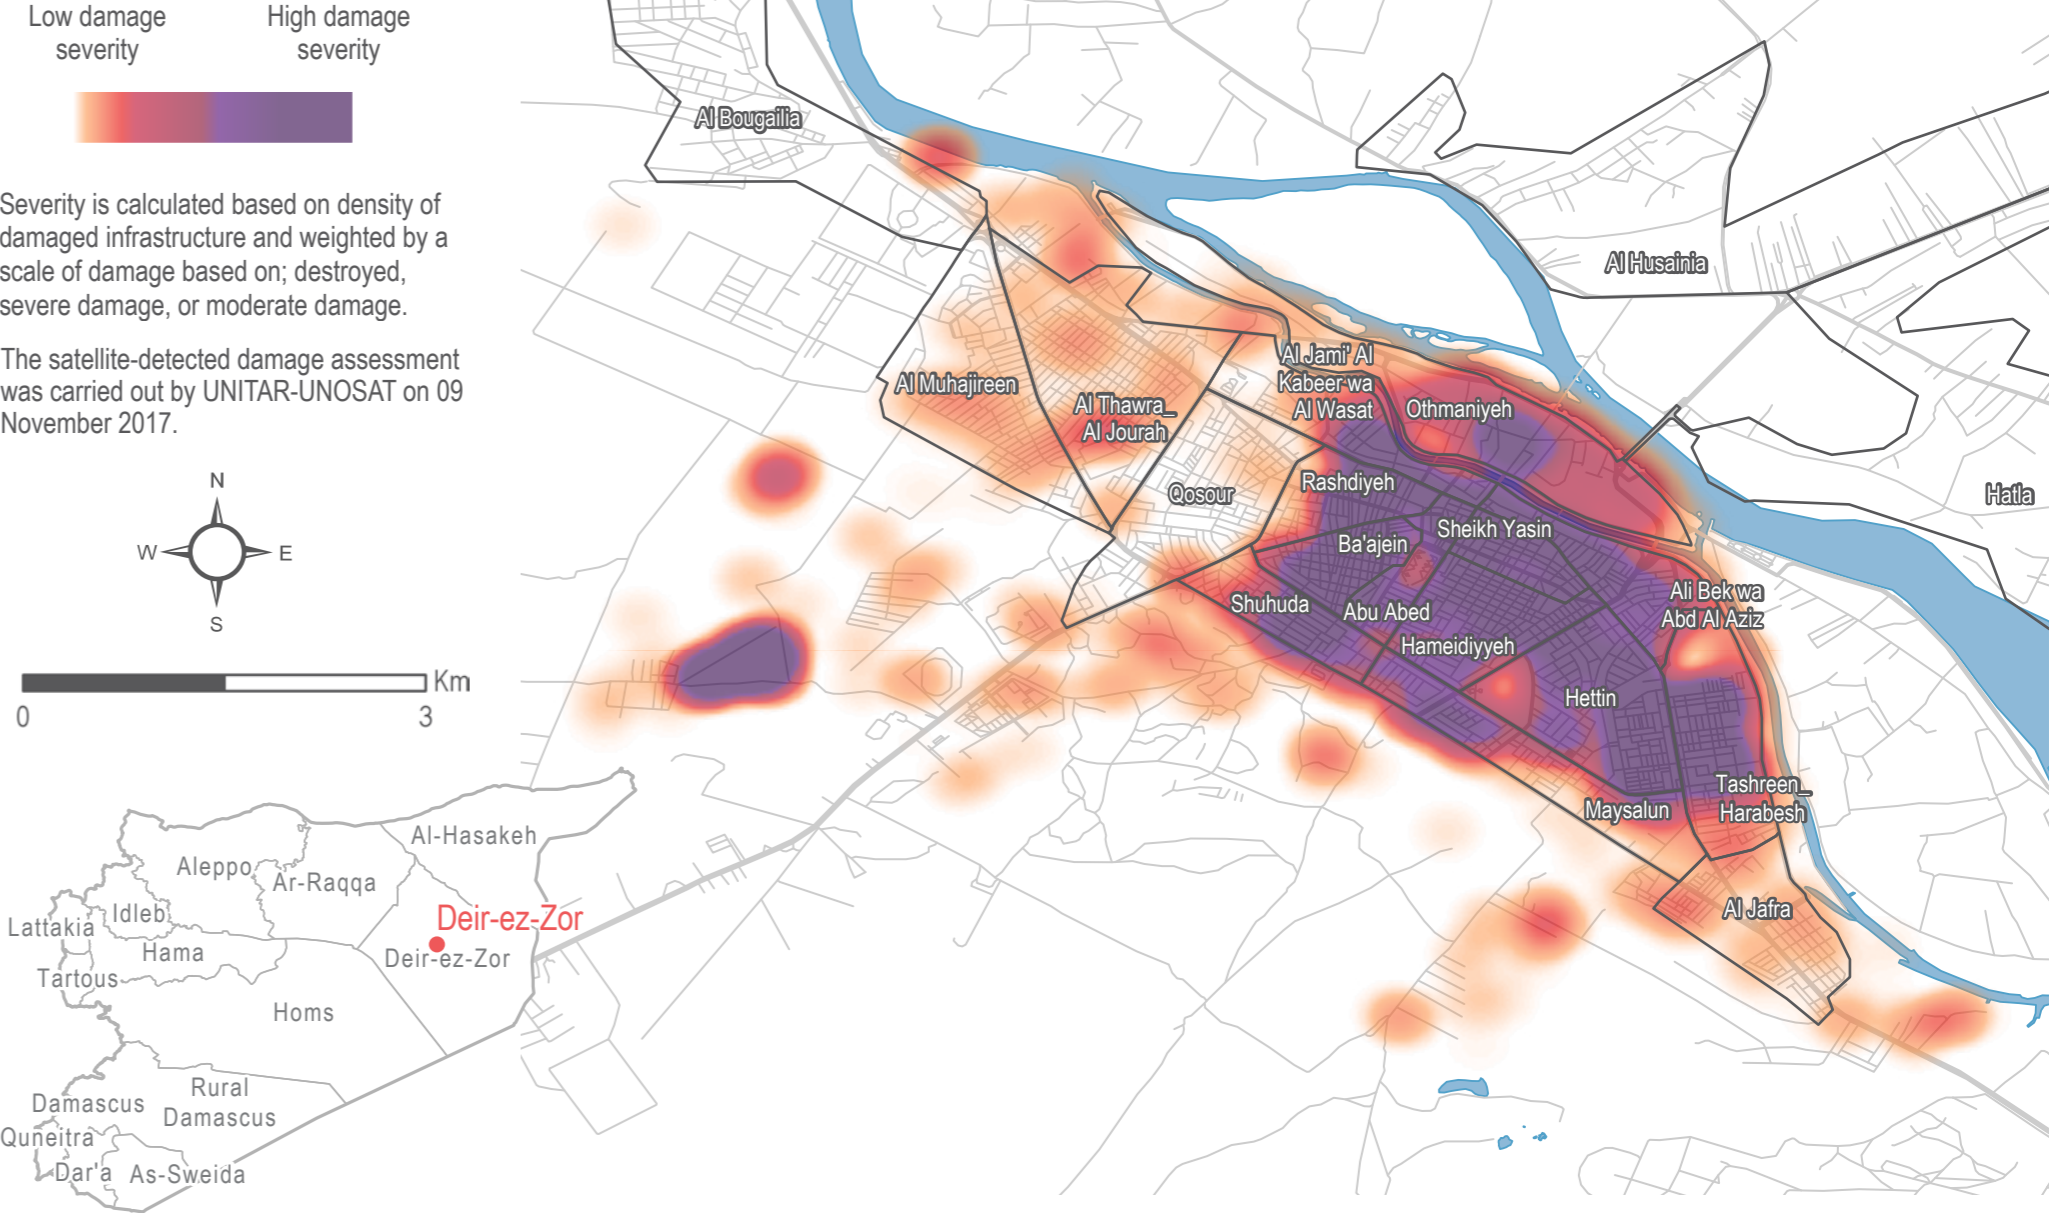 Low damage
severity
High damage
severity
Severity is calculated based on density of
damaged infrastructure and weighted by a
scale of damage based on; destroyed,
severe damage, or moderate damage.
The satellite-detected damage assessment
was carried out by UNITAR-UNOSAT on 09
November 2017.
N
W
E
S
Km
0
3
Al-Hasakeh
Aleppo
Ar-Raqqa
Idleb
Lattakia
Deir-ez-Zor
Hama
Deir-ez-Zor
Tartous
Homs
Rural
Damascus
Damascus
Quneitra
Dar'a
As-Sweida
Al Bougailia
Al Husainia
Al Muhajireen
Al Thawra_
Al Jourah
Al Jami' Al
Kabeer wa
Al Wasat
Othmaniyeh
Qosour
Rashdiyeh
Hatla
Sheikh Yasin
Ba'ajein
Shuhuda
Abu Abed
Ali Bek wa
Abd Al Aziz
Hameidiyyeh
Hettin
Tashreen_
Harabesh
Maysalun
Al Jafra